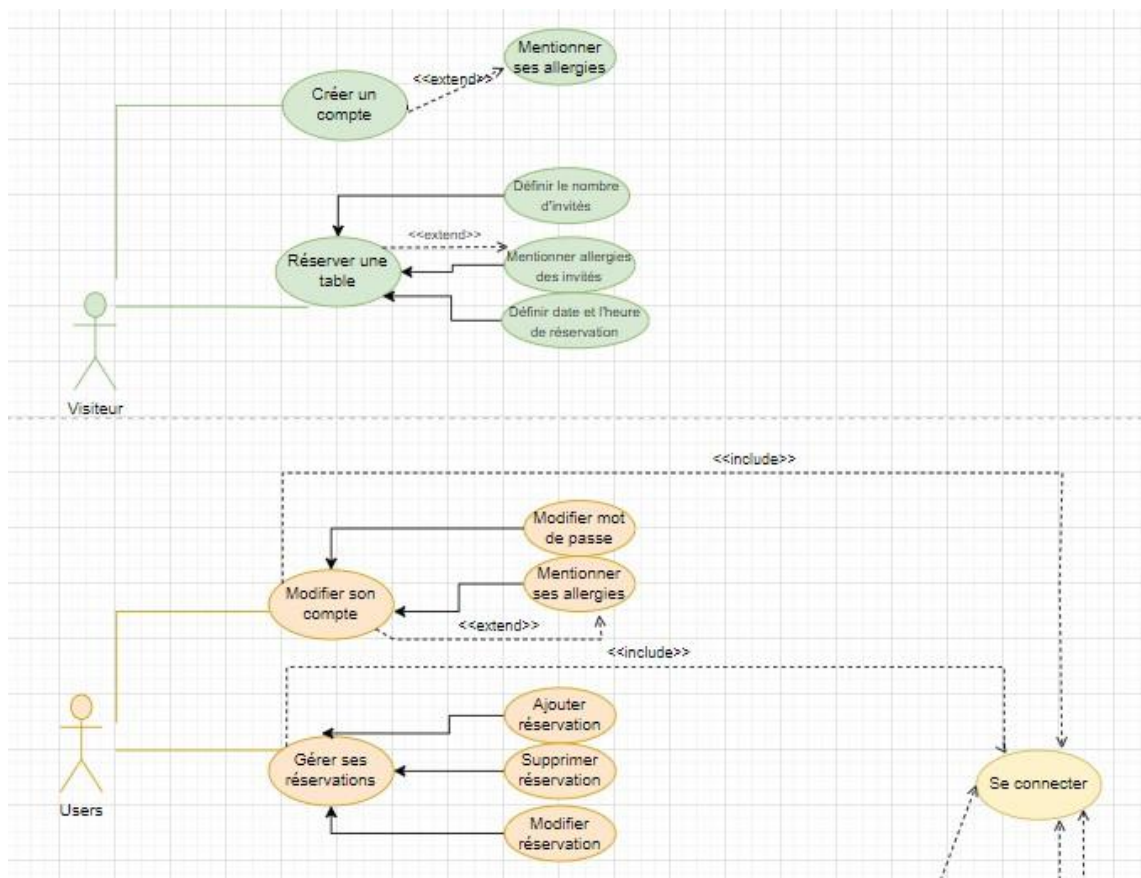 Mentionner
ses allergies
<<extend>>
Créer un
compte
Définir le nombre
d'invités
<<extend>>
Réserver une
table
Mentionner allergies
des invités
Définir date et l'heure
de réservation
Visiteur
<<include>>
Modifier mot
de passe
Mentionner
ses allergies
Modifier son
compte
<<extend>>
<<include>>
Ajouter
réservation
Gérer ses
réservations
Supprimer
réservation
Se connecter
Users
Modifier
réservation